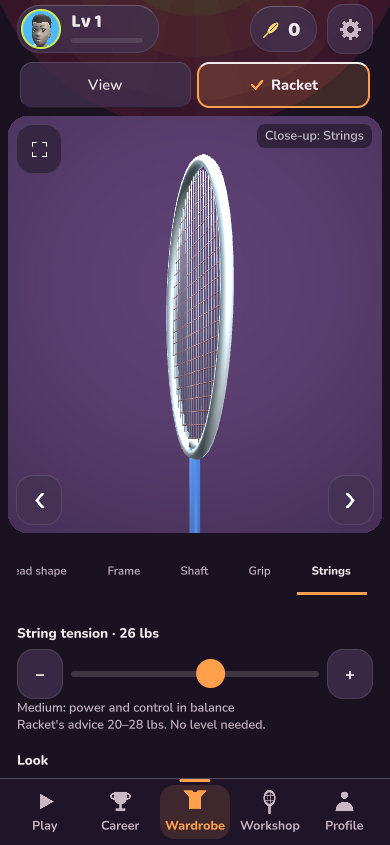 Lv 1
0
View
Racket
Close-up: Strings
ead shape
Frame
Shaft
Grip
Strings
String tension · 26 lbs
Medium: power and control in balance
Racket's advice 20–28 lbs. No level needed.
Look
Play
Career
Wardrobe
Workshop
Profile